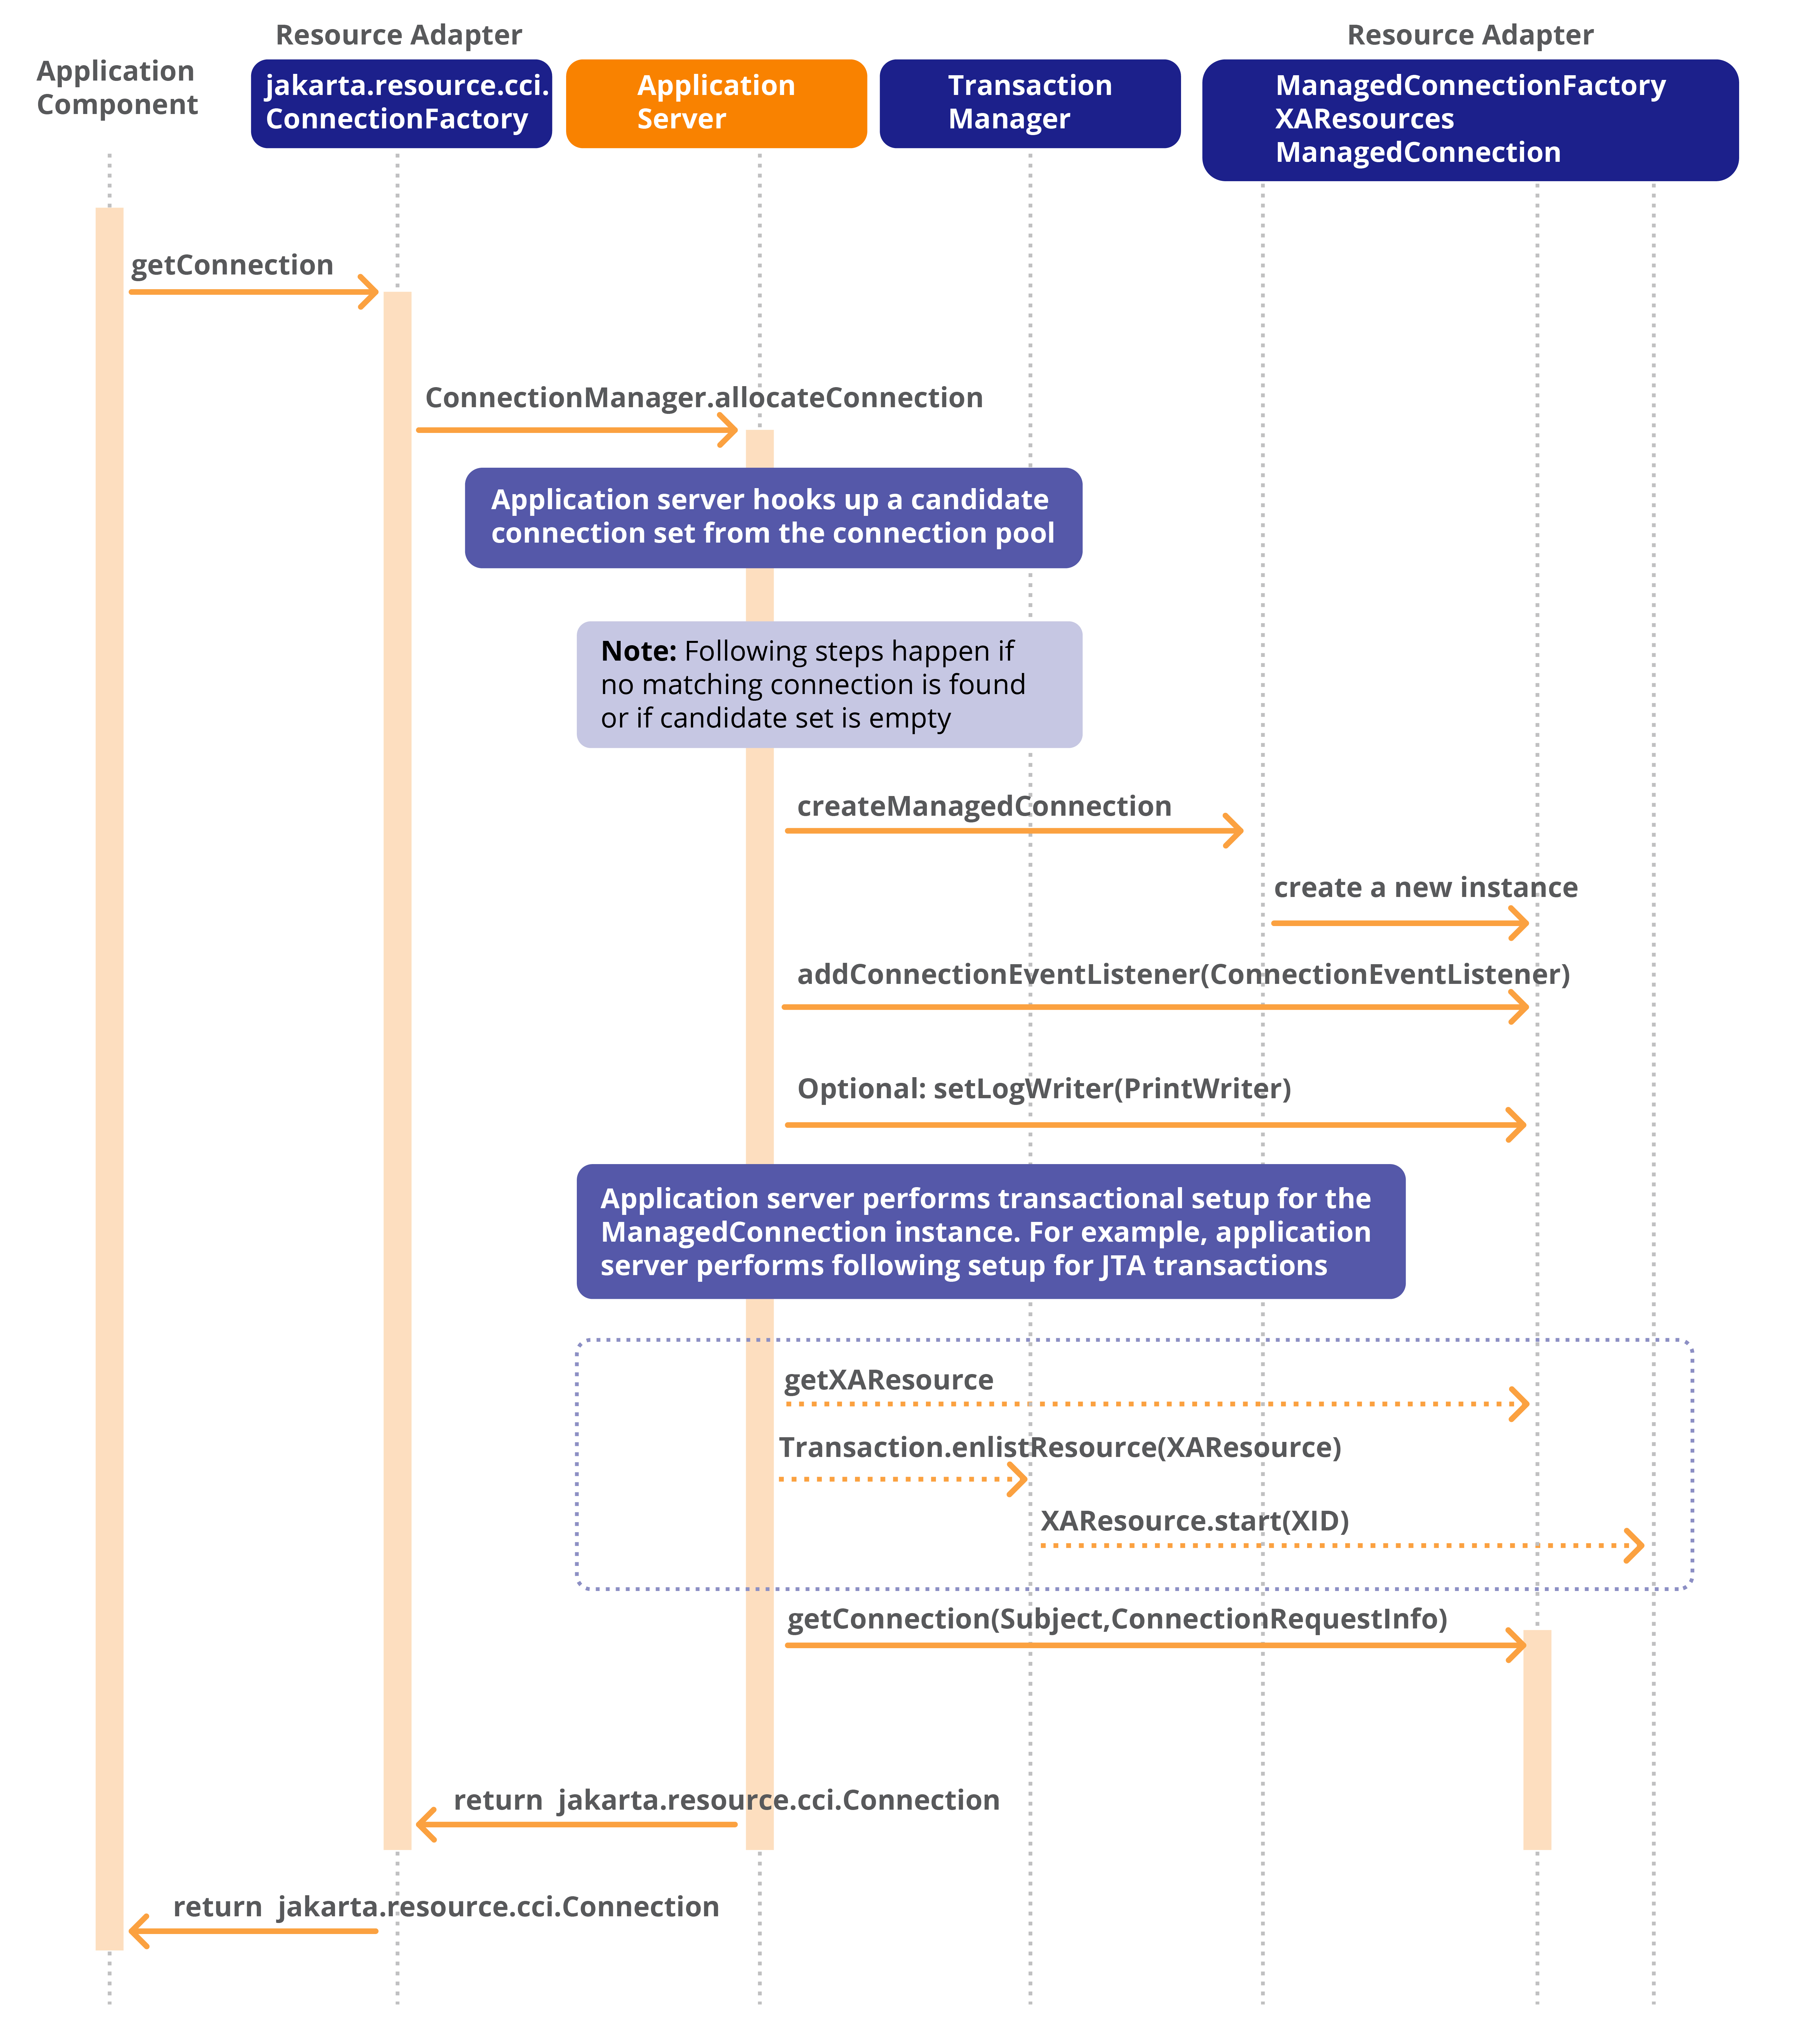 Resource Adapter
Resource Adapter
Application
Component
jakarta.resource.cci.
ConnectionFactory
Application
Server
Transaction
Manager
ManagedConnectionFactory
XAResources
ManagedConnection
getConnection
ConnectionManager.allocateConnection
Application server hooks up a candidate
connection set from the connection pool
Note: Following steps happen if
no matching connection is found
or if candidate set is empty
createManagedConnection
create a new instance
addConnectionEventListener(ConnectionEventListener)
Optional: setLogWriter(PrintWriter)
Application server performs transactional setup for the
ManagedConnection instance. For example, application
server performs following setup for JTA transactions
getXAResource
Transaction.enlistResource(XAResource)
XAResource.start(XID)
getConnection(Subject,ConnectionRequestInfo)
return jakarta.resource.cci.Connection
return jakarta.resource.cci.Connection